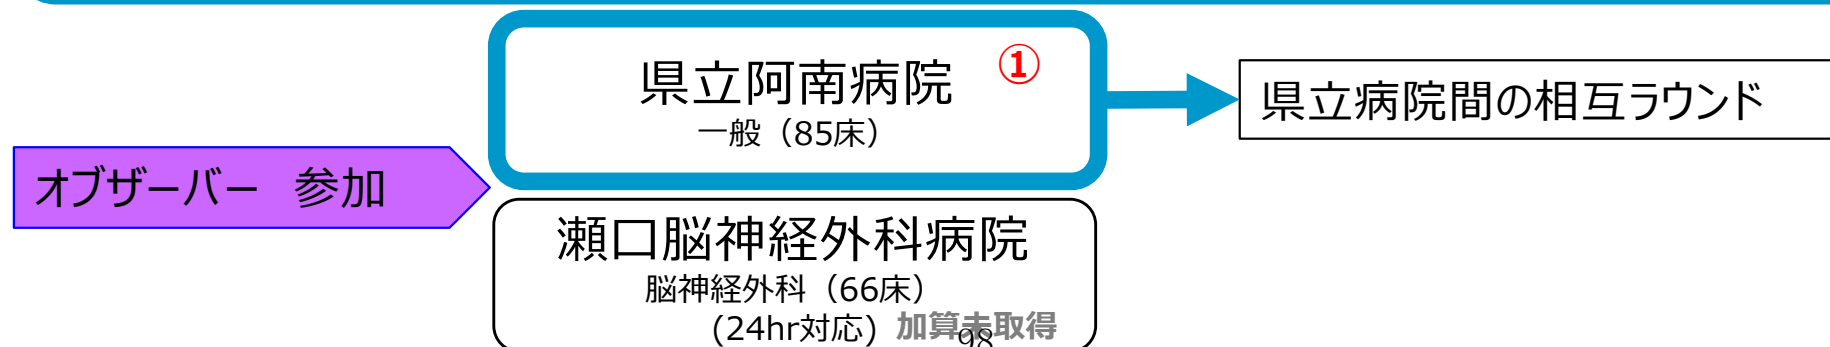 県立阿南病院 ①
一般（85床）
県立病院間の相互ラウンド
オブザーバー 参加
瀬口脳神経外科病院
脳神経外科（66床）
(24hr対応) 加算未取得
98